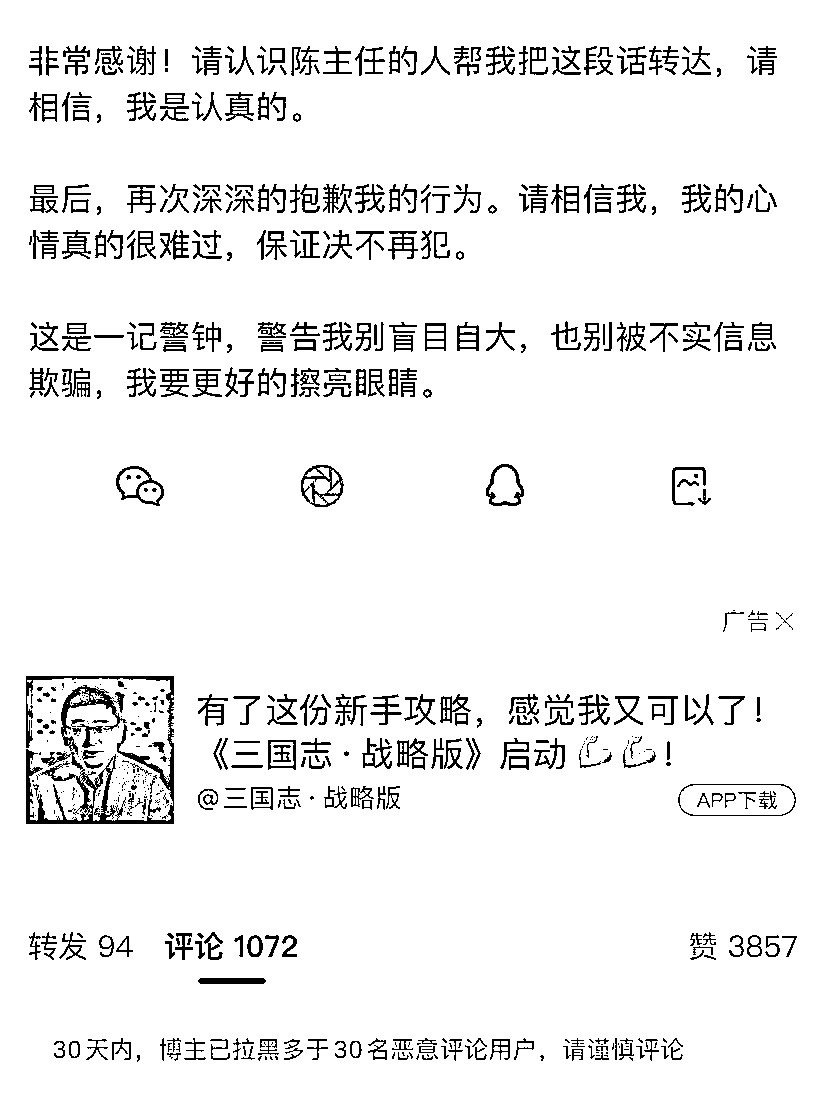 非常感谢！请认识陈主任的人帮我把这段话转达，请
相信，我是认真的。
最后，再次深深的抱歉我的行为。请相信我，我的心
情真的很难过，保证决不再犯。
这是一记警钟，警告我别盲目自大，也别被不实信息
欺骗，我要更好的擦亮眼睛。
广告×
有了这份新手攻略，感觉我又可以了！
《三国志·战略版》启动💪💪！
@三国志·战略版
APP下载
转发 94 评论 1072 赞 3857
30天内，博主已拉黑多于30名恶意评论用户，请谨慎评论